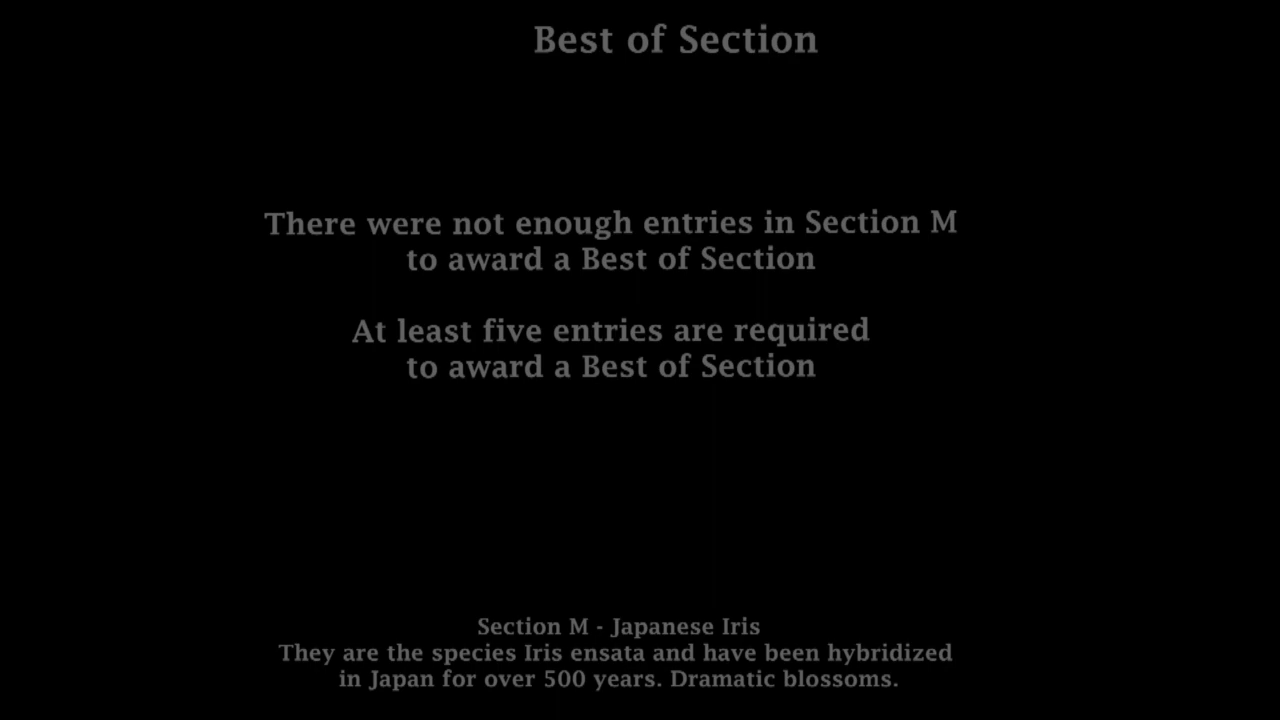 Best of Section
There were not enough entries in Section M
to award a Best of Section
At least five entries are required
to award a Best of Section
Section M - Japanese Iris
They are the species Iris ensata and have been hybridized
in Japan for over 500 years. Dramatic blossoms.